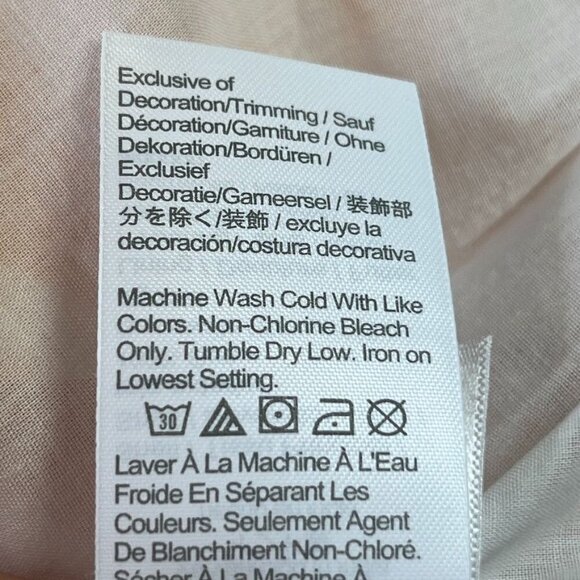 Exclusive of
Decoration/Trimming / Sauf
Décoration/Garniture / Ohne
Dekoration/Bordüren /
Exclusief
Decoratie/Garneersel / 装飾部
分を除く/装飾 / excluye la
decoración/costura decorativa
Machine Wash Cold With Like
Colors. Non-Chlorine Bleach
Only. Tumble Dry Low. Iron on
Lowest Setting.
30
Laver À La Machine À L'Eau
Froide En Séparant Les
Couleurs. Seulement Agent
De Blanchiment Non-Chloré.
Sécher À La Machine À